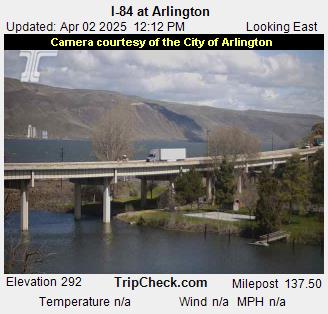 I-84 at Arlington
Updated: Apr 02 2025 12:12 PM Looking East
Camera courtesy of the City of Arlington
Elevation 292 TripCheck.com Milepost 137.50
Temperature n/a Wind n/a MPH n/a